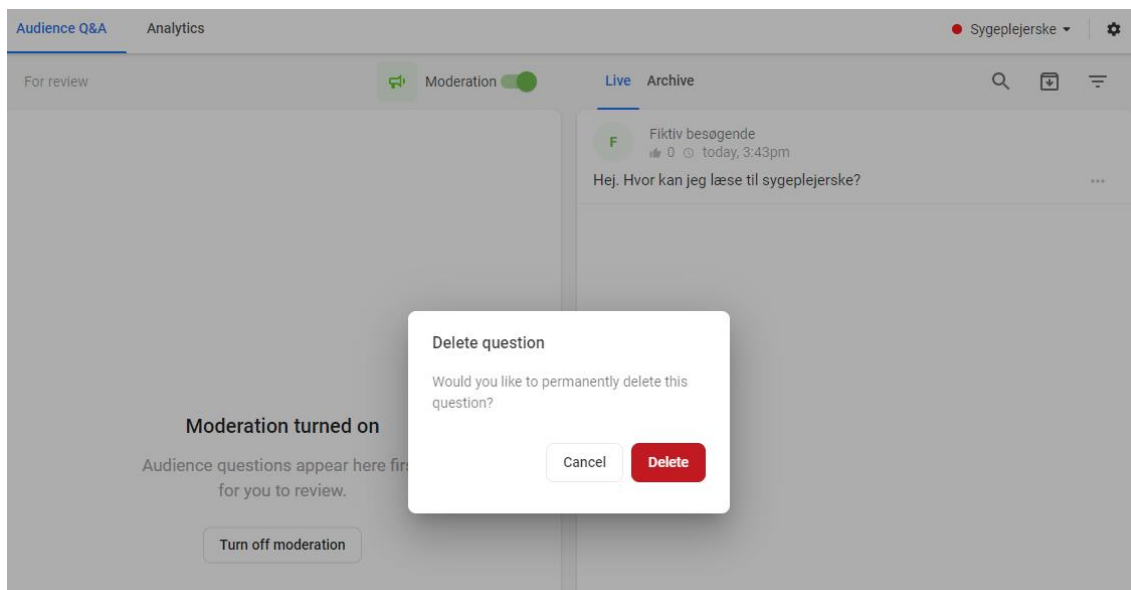 Audience Q&A Analytics
Sygeplejerske
For review
Moderation
Live Archive
F
Fiktiv besøgende
0 today, 3:43pm
Hej. Hvor kan jeg læse til sygeplejerske?
Delete question
Would you like to permanently delete this
question?
Cancel Delete
Moderation turned on
Audience questions appear here
for you to review.
Turn off moderation